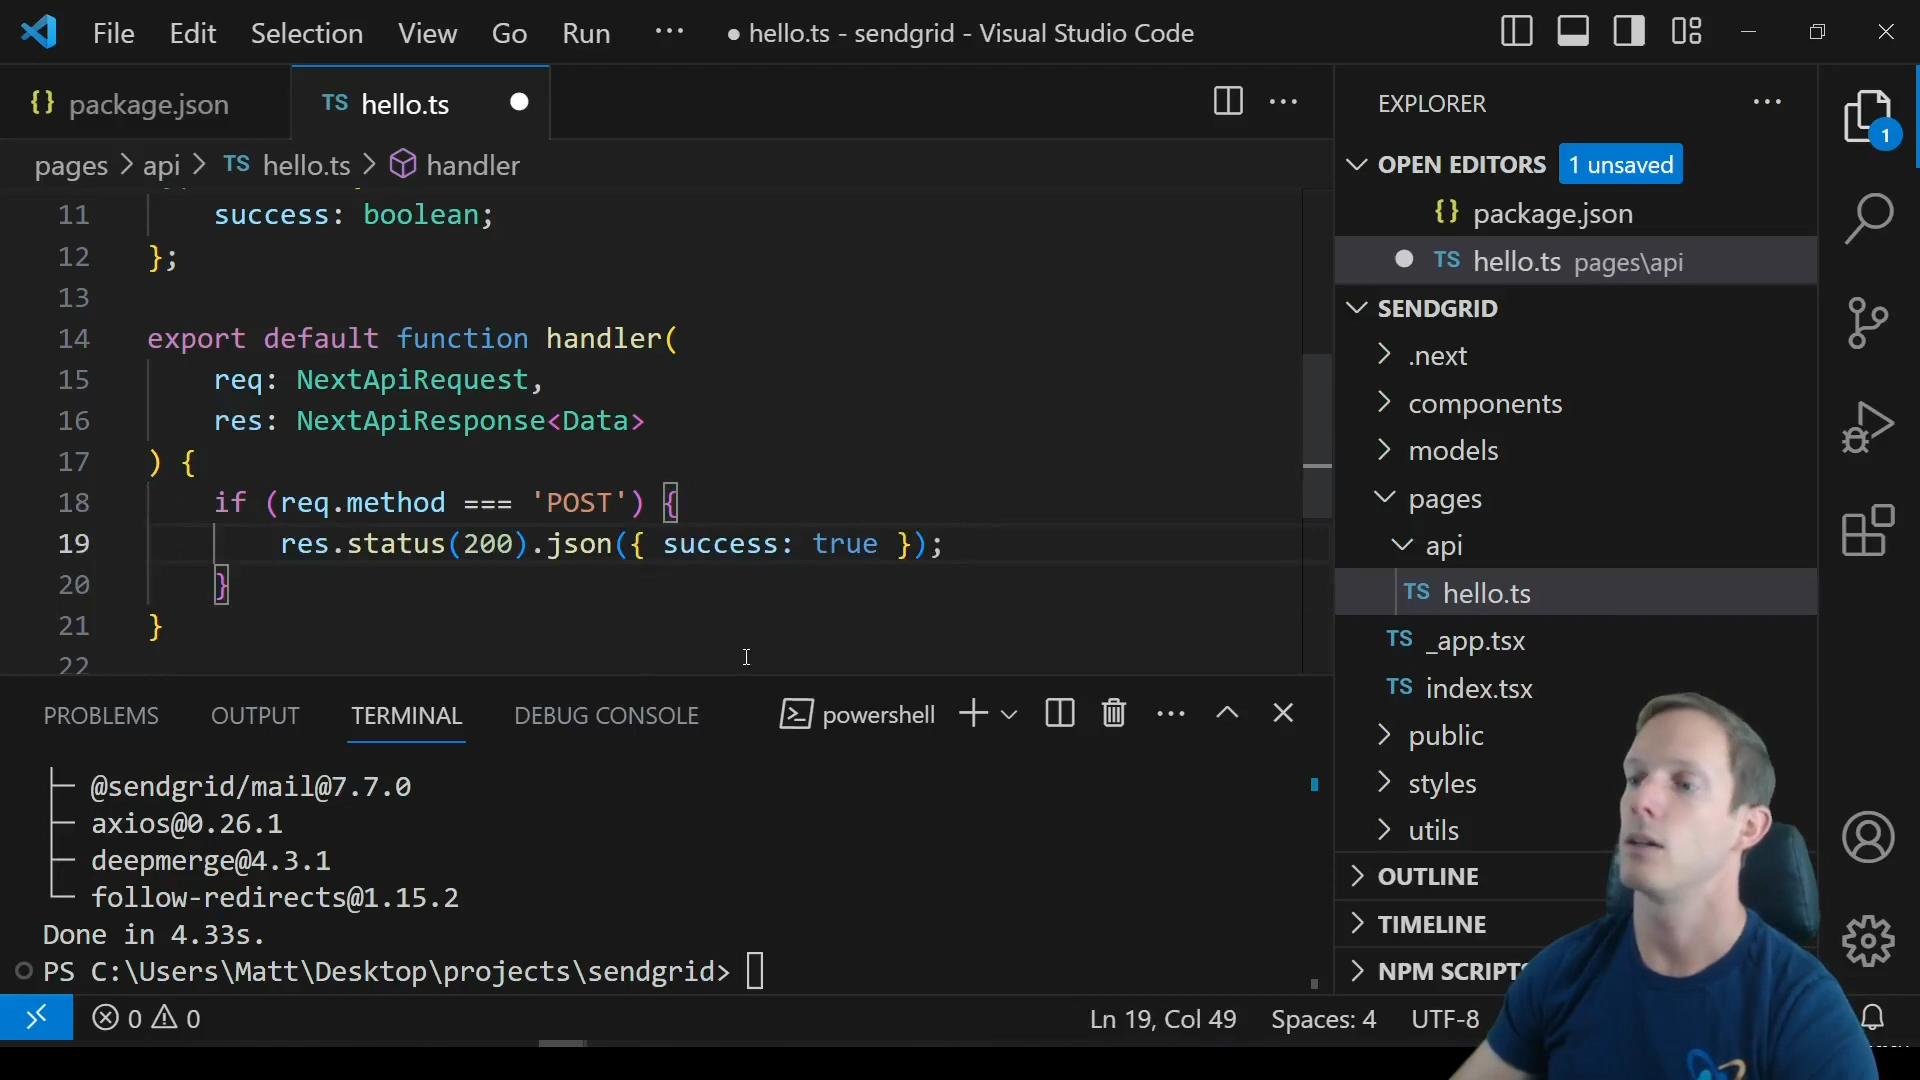 File Edit Selection View Go Run ··· ● hello.ts - sendgrid - Visual Studio Code
{} package.json
TS hello.ts
pages > api > TS hello.ts > handler
11 success: boolean;
12 };
13
14 export default function handler(
15 req: NextApiRequest,
16 res: NextApiResponse<Data>
17 ) {
18 if (req.method === 'POST') {
19 res.status(200).json({ success: true });
20 }
21 }
22
PROBLEMS OUTPUT TERMINAL DEBUG CONSOLE powershell
├─ @sendgrid/mail@7.7.0
├─ axios@0.26.1
├─ deepmerge@4.3.1
└─ follow-redirects@1.15.2
Done in 4.33s.
PS C:\Users\Matt\Desktop\projects\sendgrid>
0 0
Ln 19, Col 49 Spaces: 4 UTF-8
EXPLORER
OPEN EDITORS 1 unsaved
{} package.json
TS hello.ts pages\api
SENDGRID
.next
components
models
pages
api
TS hello.ts
TS _app.tsx
TS index.tsx
public
styles
utils
OUTLINE
TIMELINE
NPM SCRIPTS
1